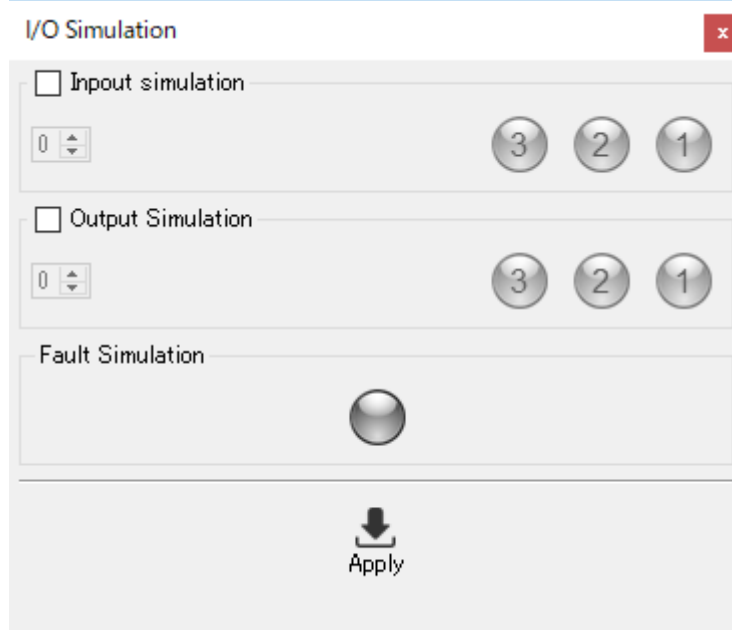 I/O Simulation
x
Inpout simulation
0
3 2 1
Output Simulation
0
3 2 1
Fault Simulation
Apply